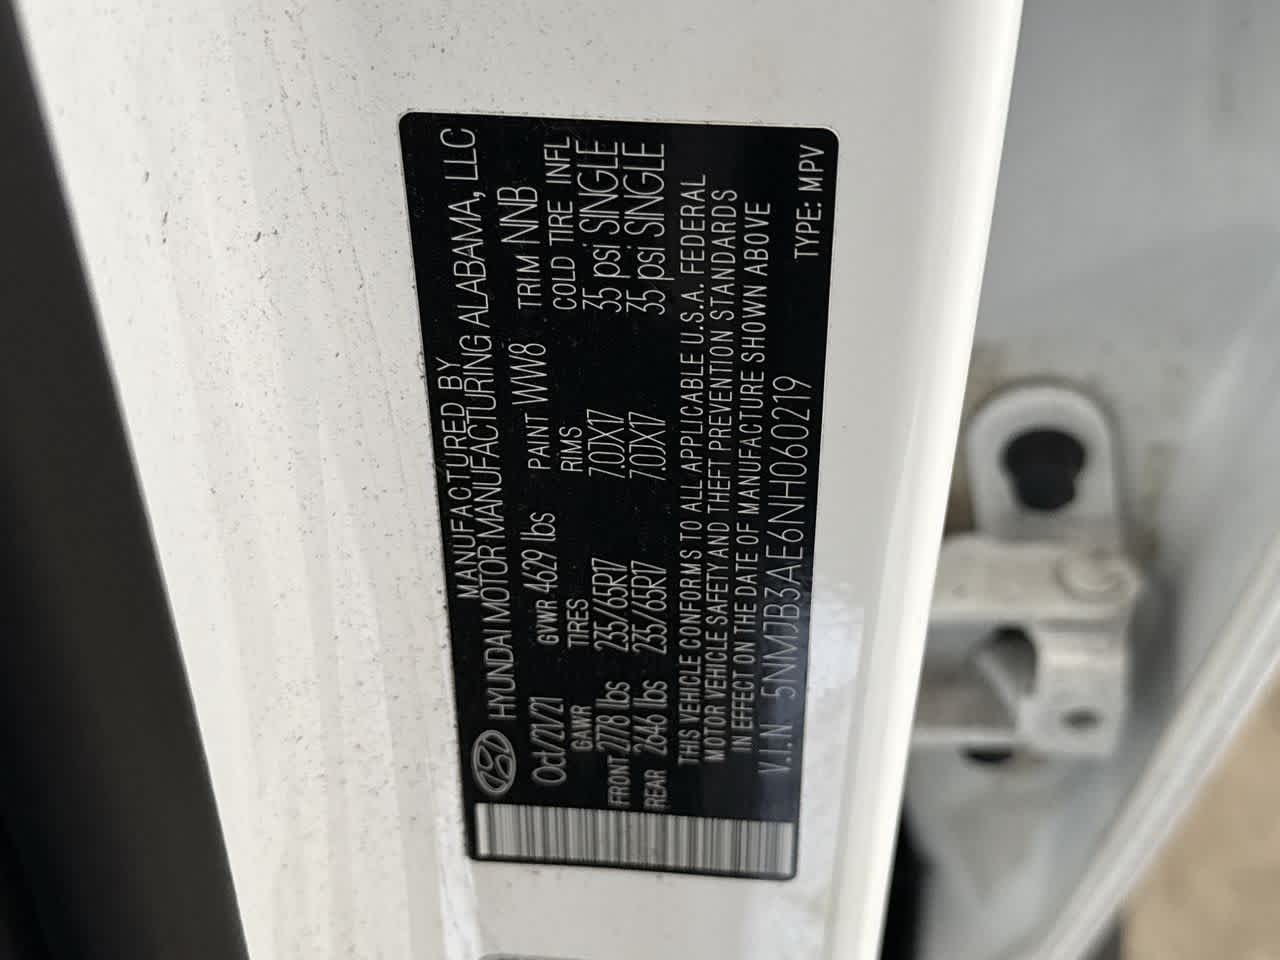 MANUFACTURED BY
HYUNDAI MOTOR MANUFACTURING ALABAMA, LLC
Oct/21/21 GVWR 4629 lbs PAINT WW8 TRIM NNB
GAWR TIRES RIMS COLD TIRE INFL
FRONT 2778 lbs 235/65R17 7.0JX17 35 psi SINGLE
REAR 2646 lbs 235/65R17 7.0JX17 35 psi SINGLE
THIS VEHICLE CONFORMS TO ALL APPLICABLE U.S.A. FEDERAL
MOTOR VEHICLE SAFETY AND THEFT PREVENTION STANDARDS
IN EFFECT ON THE DATE OF MANUFACTURE SHOWN ABOVE
V.I.N 5NMJB3AE6NH060219 TYPE: MPV